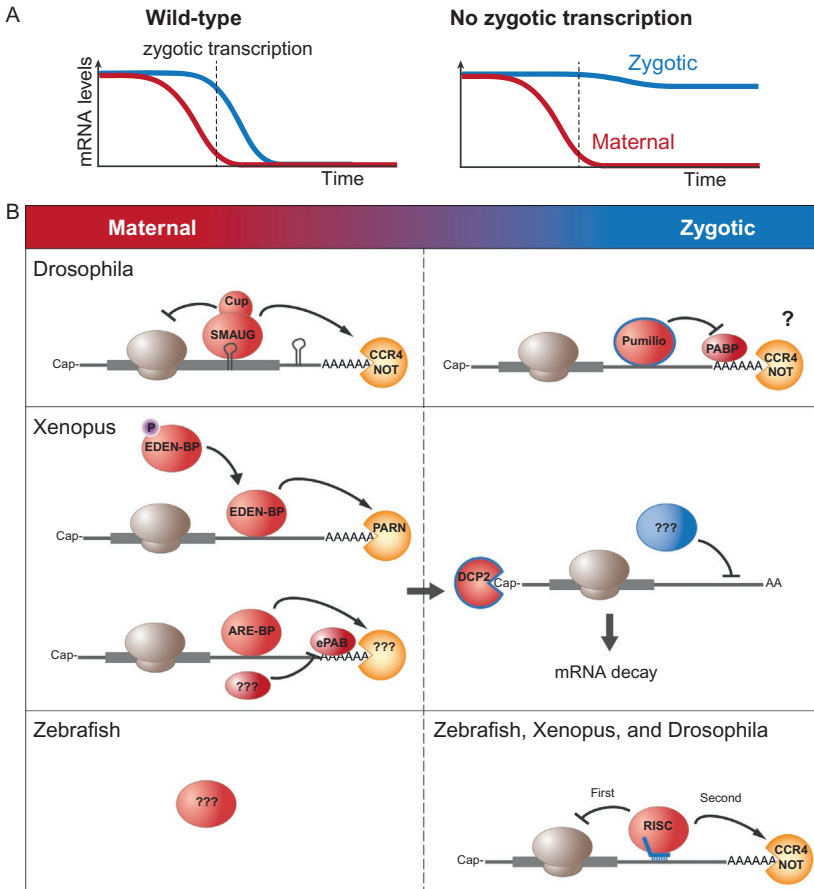 A
Wild-type
No zygotic transcription
zygotic transcription
mRNA levels
Time
Zygotic
Maternal
Time
B
Maternal
Zygotic
Drosophila
Cup
SMAUG
Cap-
AAAAAA
CCR4
NOT
?
Pumilio
PABP
Cap-
AAAAAA
CCR4
NOT
Xenopus
P
EDEN-BP
EDEN-BP
Cap-
AAAAAA
PARN
ARE-BP
ePAB
???
Cap-
AAAAAA
???
???
DCP2
Cap-
AA
mRNA decay
Zebrafish
???
Zebrafish, Xenopus, and Drosophila
First
Second
RISC
Cap-
AAAAAA
CCR4
NOT